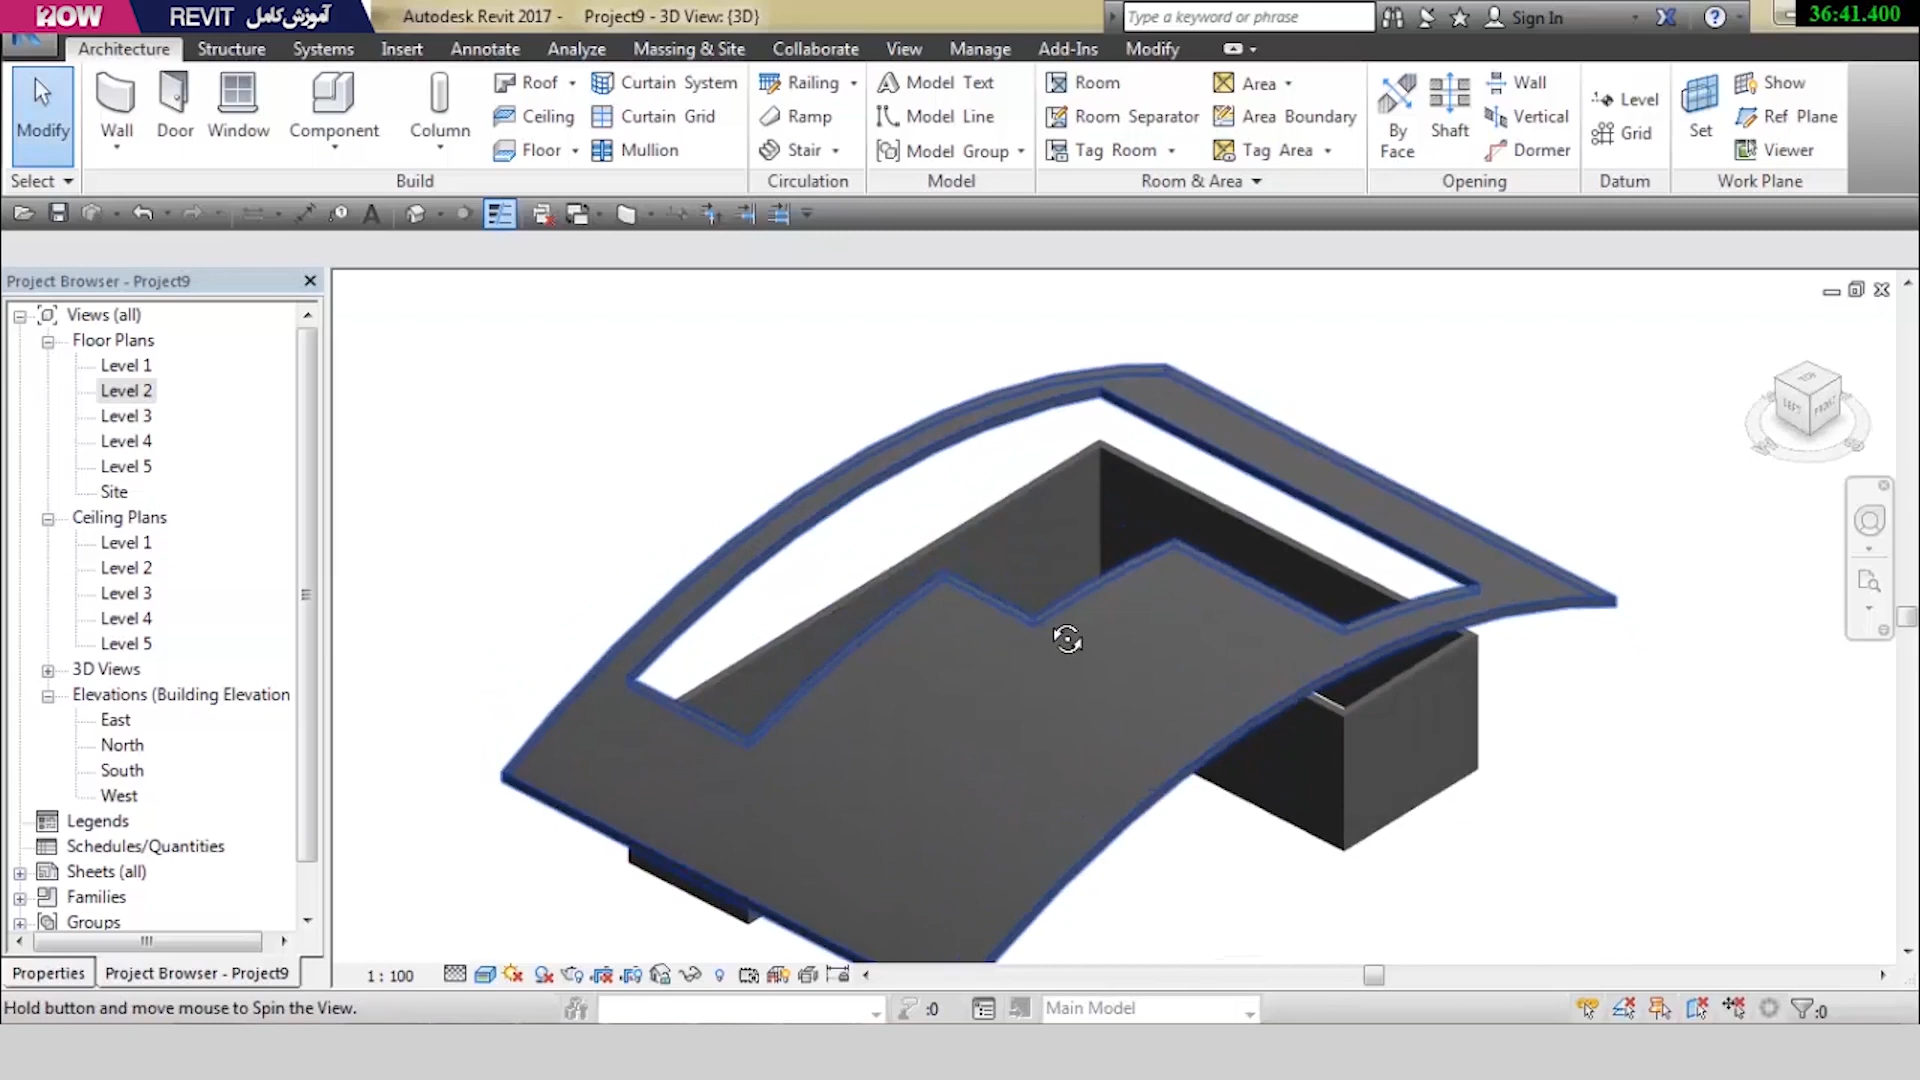 NOW REVIT آموزش کامل Autodesk Revit 2017 - Project9 - 3D View: {3D} Type a keyword or phrase Sign In 36:41.400
Architecture Structure Systems Insert Annotate Analyze Massing & Site Collaborate View Manage Add-Ins Modify
Modify Wall Door Window Component Column
Roof Curtain System Railing Model Text Room Area Wall Show
Ceiling Curtain Grid Ramp Model Line Room Separator Area Boundary By Face Shaft Vertical Level Grid Set Ref Plane
Floor Mullion Stair Model Group Tag Room Tag Area Dormer Viewer
Select Build Circulation Model Room & Area Opening Datum Work Plane
Project Browser - Project9
Views (all)
Floor Plans
Level 1
Level 2
Level 3
Level 4
Level 5
Site
Ceiling Plans
Level 1
Level 2
Level 3
Level 4
Level 5
3D Views
Elevations (Building Elevation
East
North
South
West
Legends
Schedules/Quantities
Sheets (all)
Families
Groups
TOP
LEFT FRONT
Properties Project Browser - Project9 1 : 100
Hold button and move mouse to Spin the View. :0 Main Model :0